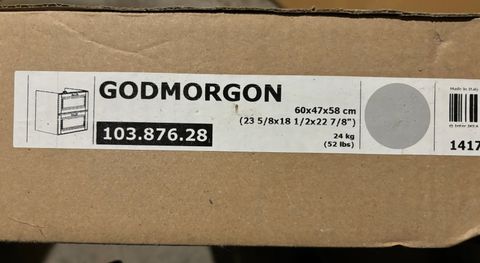 GODMORGON
60x47x58 cm
(23 5/8x18 1/2x22 7/8")
103.876.28
24 kg
(52 lbs)
Made in Italy
1417